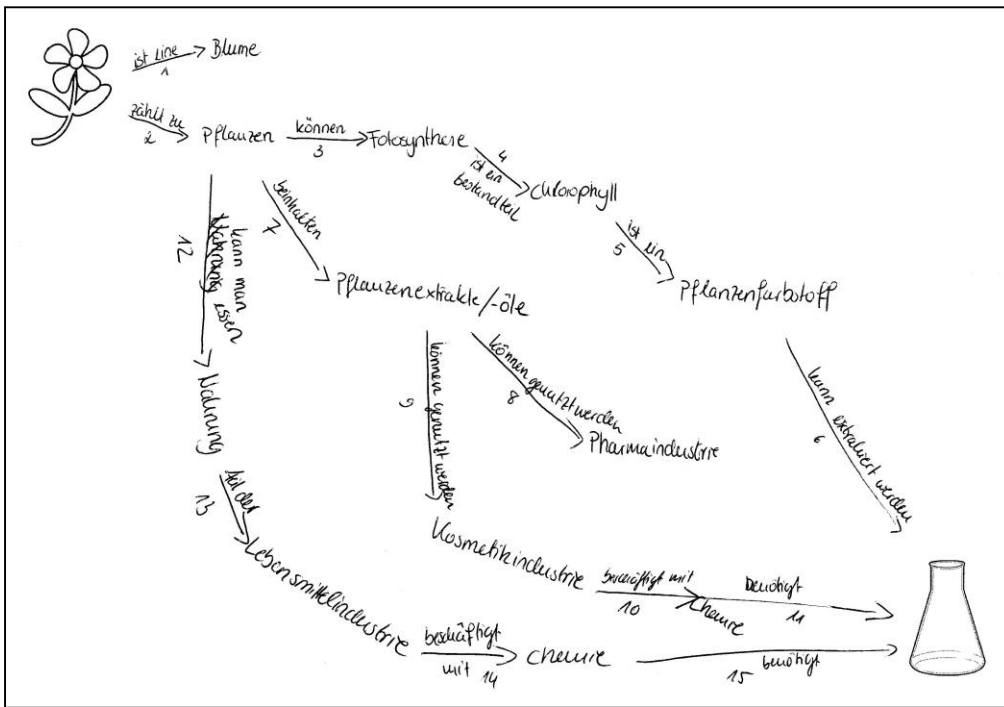 ist eine
1
Blume
zählt zu
2
Pflanzen
können
3
Fotosynthese
4
ist ein
bestandteil
Chlorophyll
ist ein
5
Pflanzenfarbstoff
kann extrahiert werden
6
beinhalten
7
Pflanzenextrakte/-öle
können genutzt werden
8
Pharmaindustrie
können genutzt werden
9
Kosmetikindustrie
beschäftigt mit
10
Chemie
benötigt
11
12
kann man
essen
Nahrung
13
Lebensmittelindustrie
beschäftigt
mit 14
Chemie
15 benötigt